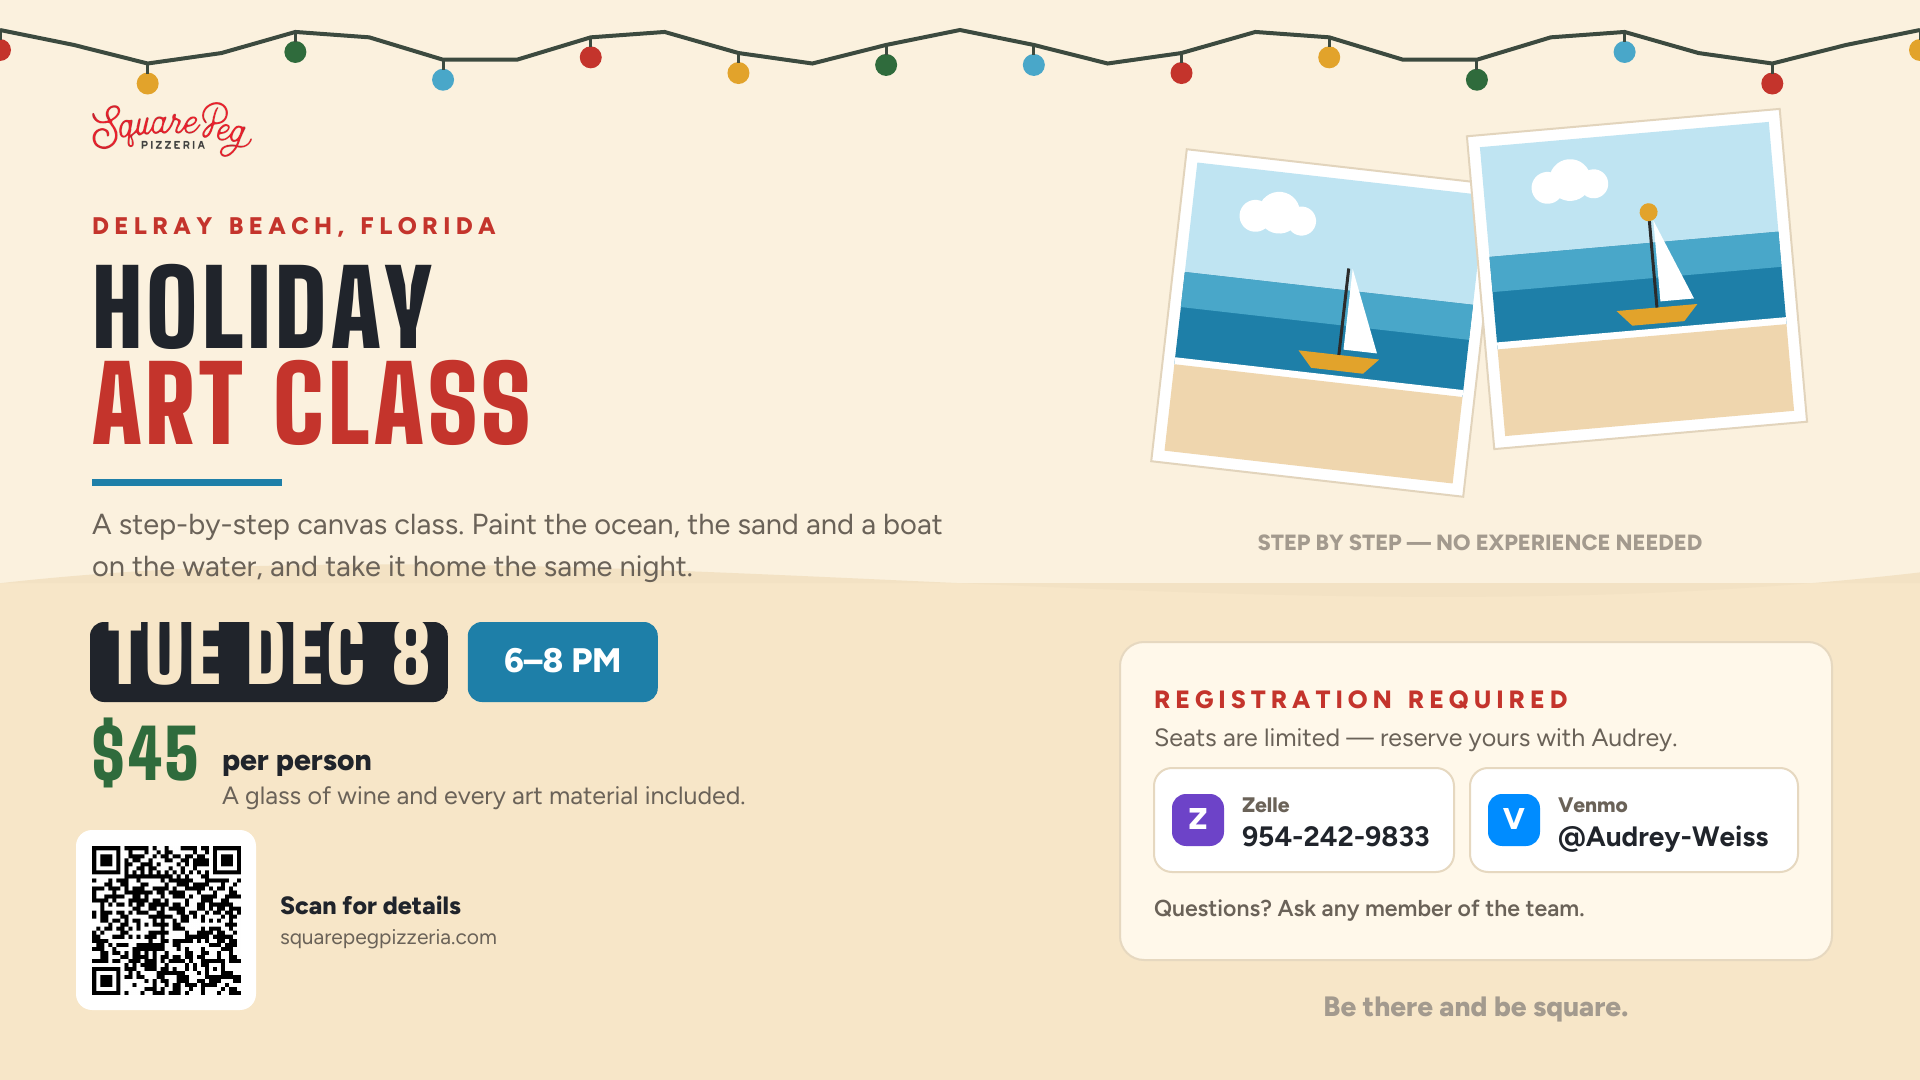 Square Peg
PIZZERIA
DELRAY BEACH, FLORIDA
HOLIDAY
ART CLASS
A step-by-step canvas class. Paint the ocean, the sand and a boat
on the water, and take it home the same night.
STEP BY STEP — NO EXPERIENCE NEEDED
TUE DEC 8
6–8 PM
$45
per person
A glass of wine and every art material included.
Scan for details
squarepegpizzeria.com
REGISTRATION REQUIRED
Seats are limited — reserve yours with Audrey.
Z
Zelle
954-242-9833
V
Venmo
@Audrey-Weiss
Questions? Ask any member of the team.
Be there and be square.